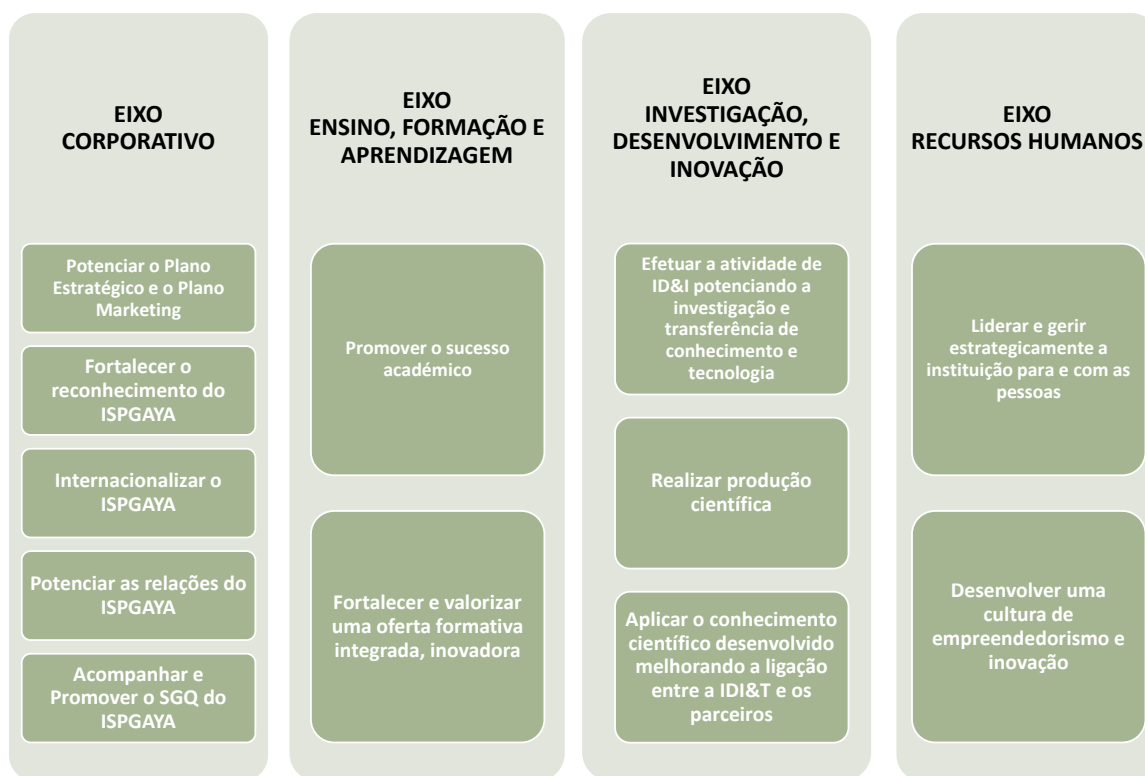 EIXO
CORPORATIVO
Potenciar o Plano
Estratégico e o Plano
Marketing
Fortalecer o
reconhecimento do
ISPGAYA
Internacionalizar o
ISPGAYA
Potenciar as relações do
ISPGAYA
Acompanhar e
Promover o SGQ do
ISPGAYA
EIXO
ENSINO, FORMAÇÃO E
APRENDIZAGEM
Promover o sucesso
académico
Fortalecer e valorizar
uma oferta formativa
integrada, inovadora
EIXO
INVESTIGAÇÃO,
DESENVOLVIMENTO E
INOVAÇÃO
Efetuar a atividade de
ID&I potenciando a
investigação e
transferência de
conhecimento e
tecnologia
Realizar produção
científica
Aplicar o conhecimento
científico desenvolvido
melhorando a ligação
entre a IDI&T e os
parceiros
EIXO
RECURSOS HUMANOS
Liderar e gerir
estrategicamente a
instituição para e com as
pessoas
Desenvolver uma
cultura de
empreendedorismo e
inovação